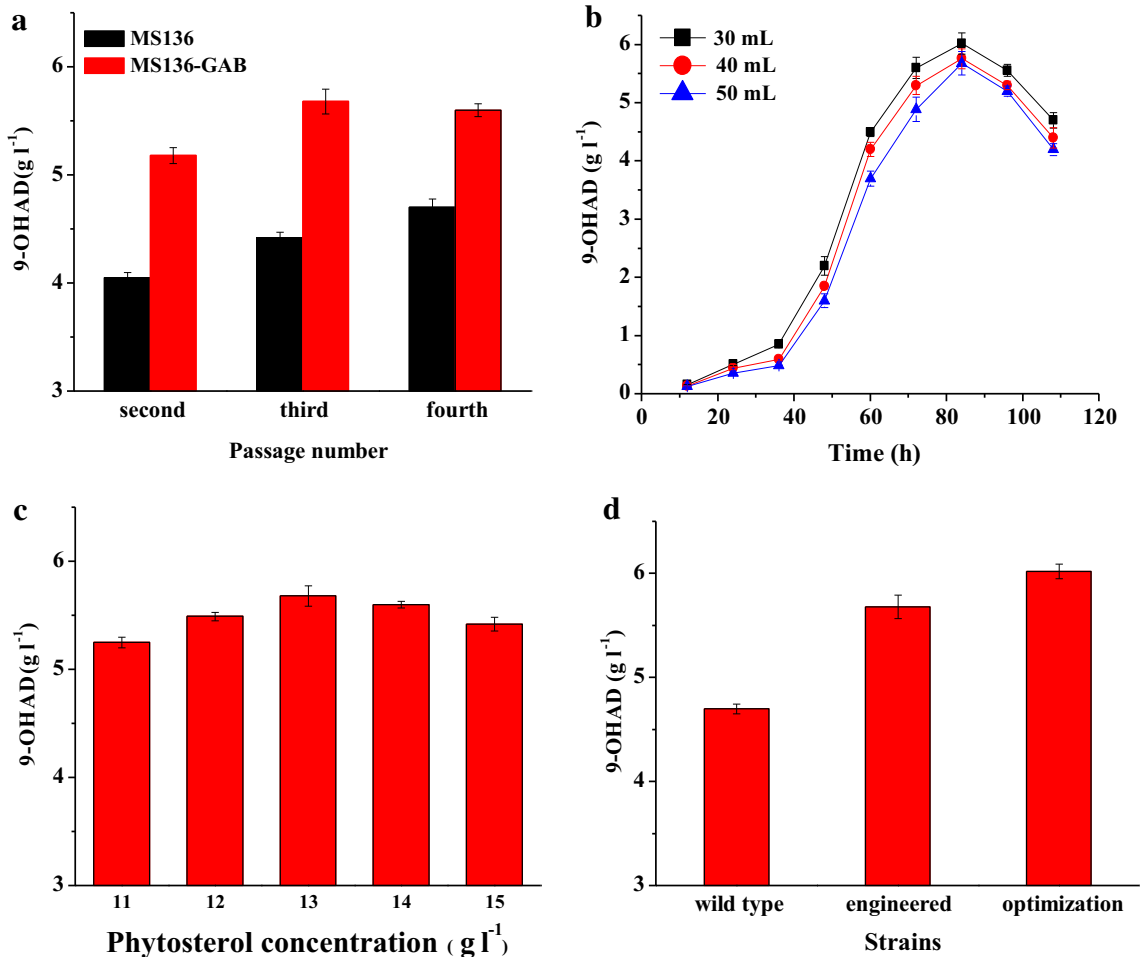 a
MS136
MS136-GAB
9-OHAD(g l⁻¹)
6
5
4
3
second third fourth
Passage number
b
30 mL
40 mL
50 mL
9-OHAD (g l⁻¹)
6
5
4
3
2
1
0
0 20 40 60 80 100 120
Time (h)
c
9-OHAD(g l⁻¹)
6
5
4
3
11 12 13 14 15
Phytosterol concentration ( g l⁻¹)
d
9-OHAD (g l⁻¹)
6
5
4
3
wild type engineered optimization
Strains